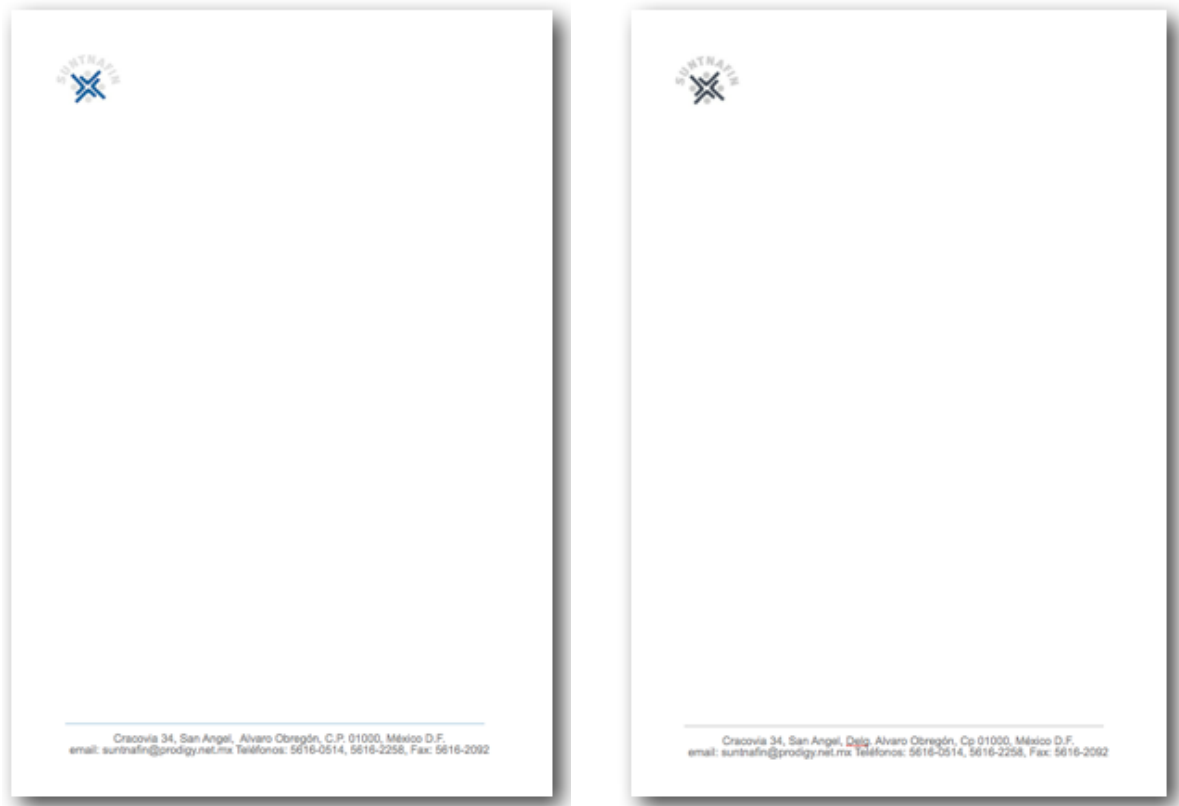 SUNTNAFIN
Cracovia 34, San Angel, Alvaro Obregón, C.P. 01000, México D.F.
email: suntnafin@prodigy.net.mx Teléfonos: 5616-0514, 5616-2258, Fax: 5616-2092
SUNTNAFIN
Cracovia 34, San Angel, Delg. Alvaro Obregón, Cp 01000, México D.F.
email: suntnafin@prodigy.net.mx Teléfonos: 5616-0514, 5616-2258, Fax: 5616-2092